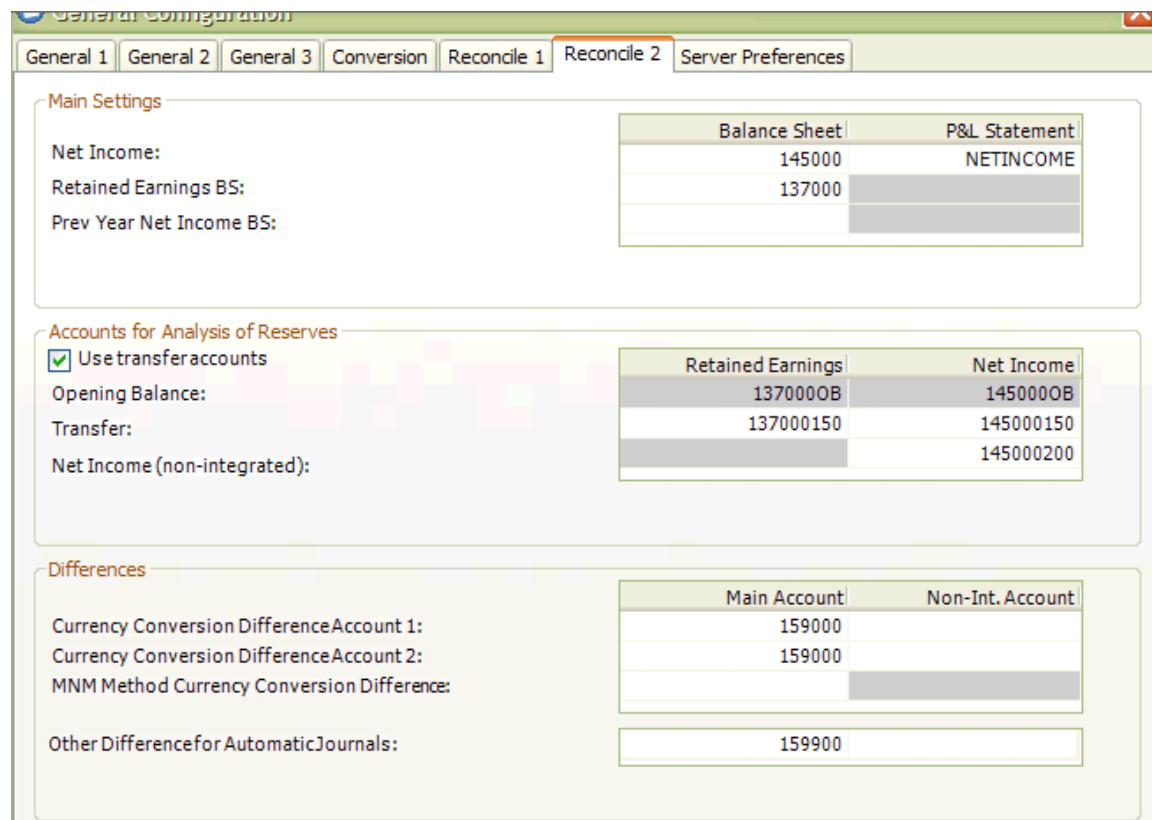 General Configuration
General 1 General 2 General 3 Conversion Reconcile 1 Reconcile 2 Server Preferences
Main Settings
Balance Sheet P&L Statement
Net Income: 145000 NETINCOME
Retained Earnings BS: 137000
Prev Year Net Income BS:
Accounts for Analysis of Reserves
Use transfer accounts
Retained Earnings Net Income
Opening Balance: 137000OB 145000OB
Transfer: 137000150 145000150
Net Income (non-integrated): 145000200
Differences
Main Account Non-Int. Account
Currency Conversion Difference Account 1: 159000
Currency Conversion Difference Account 2: 159000
MNM Method Currency Conversion Difference:
Other Difference for Automatic Journals: 159900